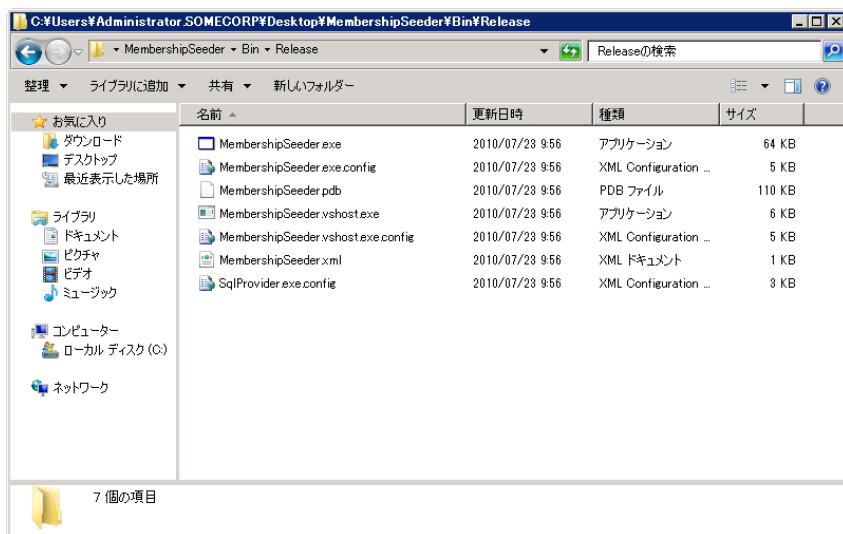 C:¥Users¥Administrator.SOMECORP¥Desktop¥MembershipSeeder¥Bin¥Release
MembershipSeeder Bin Release Releaseの検索
整理 ライブラリに追加 共有 新しいフォルダー
お気に入り
ダウンロード
デスクトップ
最近表示した場所
ライブラリ
ドキュメント
ピクチャ
ビデオ
ミュージック
コンピューター
ローカル ディスク (C:)
ネットワーク
名前 更新日時 種類 サイズ
MembershipSeeder.exe 2010/07/23 9:56 アプリケーション 64 KB
MembershipSeeder.exe.config 2010/07/23 9:56 XML Configuration ... 5 KB
MembershipSeeder.pdb 2010/07/23 9:56 PDB ファイル 110 KB
MembershipSeeder.vshost.exe 2010/07/23 9:56 アプリケーション 6 KB
MembershipSeeder.vshost.exe.config 2010/07/23 9:56 XML Configuration ... 5 KB
MembershipSeeder.xml 2010/07/23 9:56 XML ドキュメント 1 KB
SqlProvider.exe.config 2010/07/23 9:56 XML Configuration ... 3 KB
7 個の項目